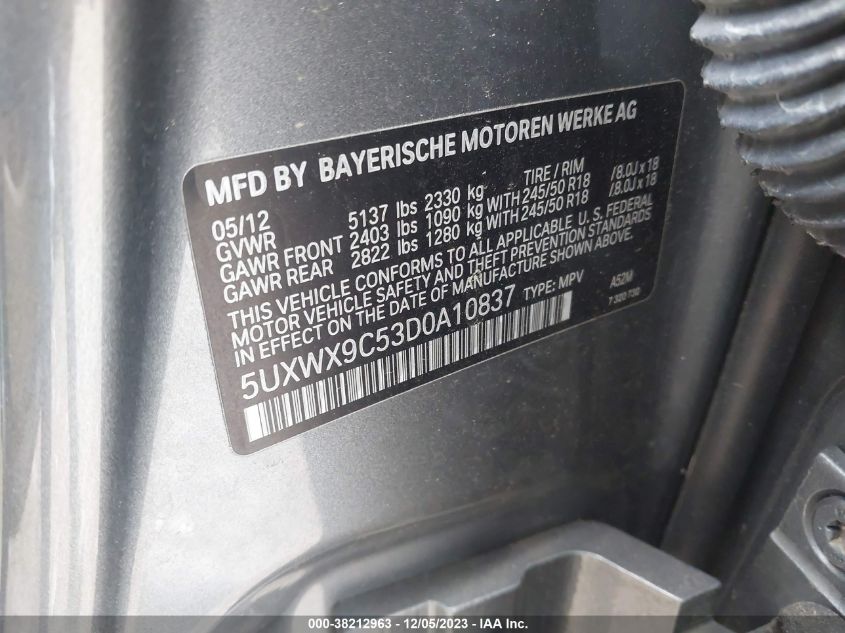 MFD BY BAYERISCHE MOTOREN WERKE AG
05/12 TIRE / RIM
GVWR 5137 lbs 2330 kg
GAWR FRONT 2403 lbs 1090 kg WITH 245/50 R18 /8.0J x 18
GAWR REAR 2822 lbs 1280 kg WITH 245/50 R18 /8.0J x 18
THIS VEHICLE CONFORMS TO ALL APPLICABLE U. S. FEDERAL
MOTOR VEHICLE SAFETY AND THEFT PREVENTION STANDARDS
IN EFFECT ON THE DATE OF MANUFACTURE SHOWN ABOVE.
5UXWX9C53D0A10837 TYPE: MPV A52M
7 320 730
000-38212963 - 12/05/2023 - IAA Inc.